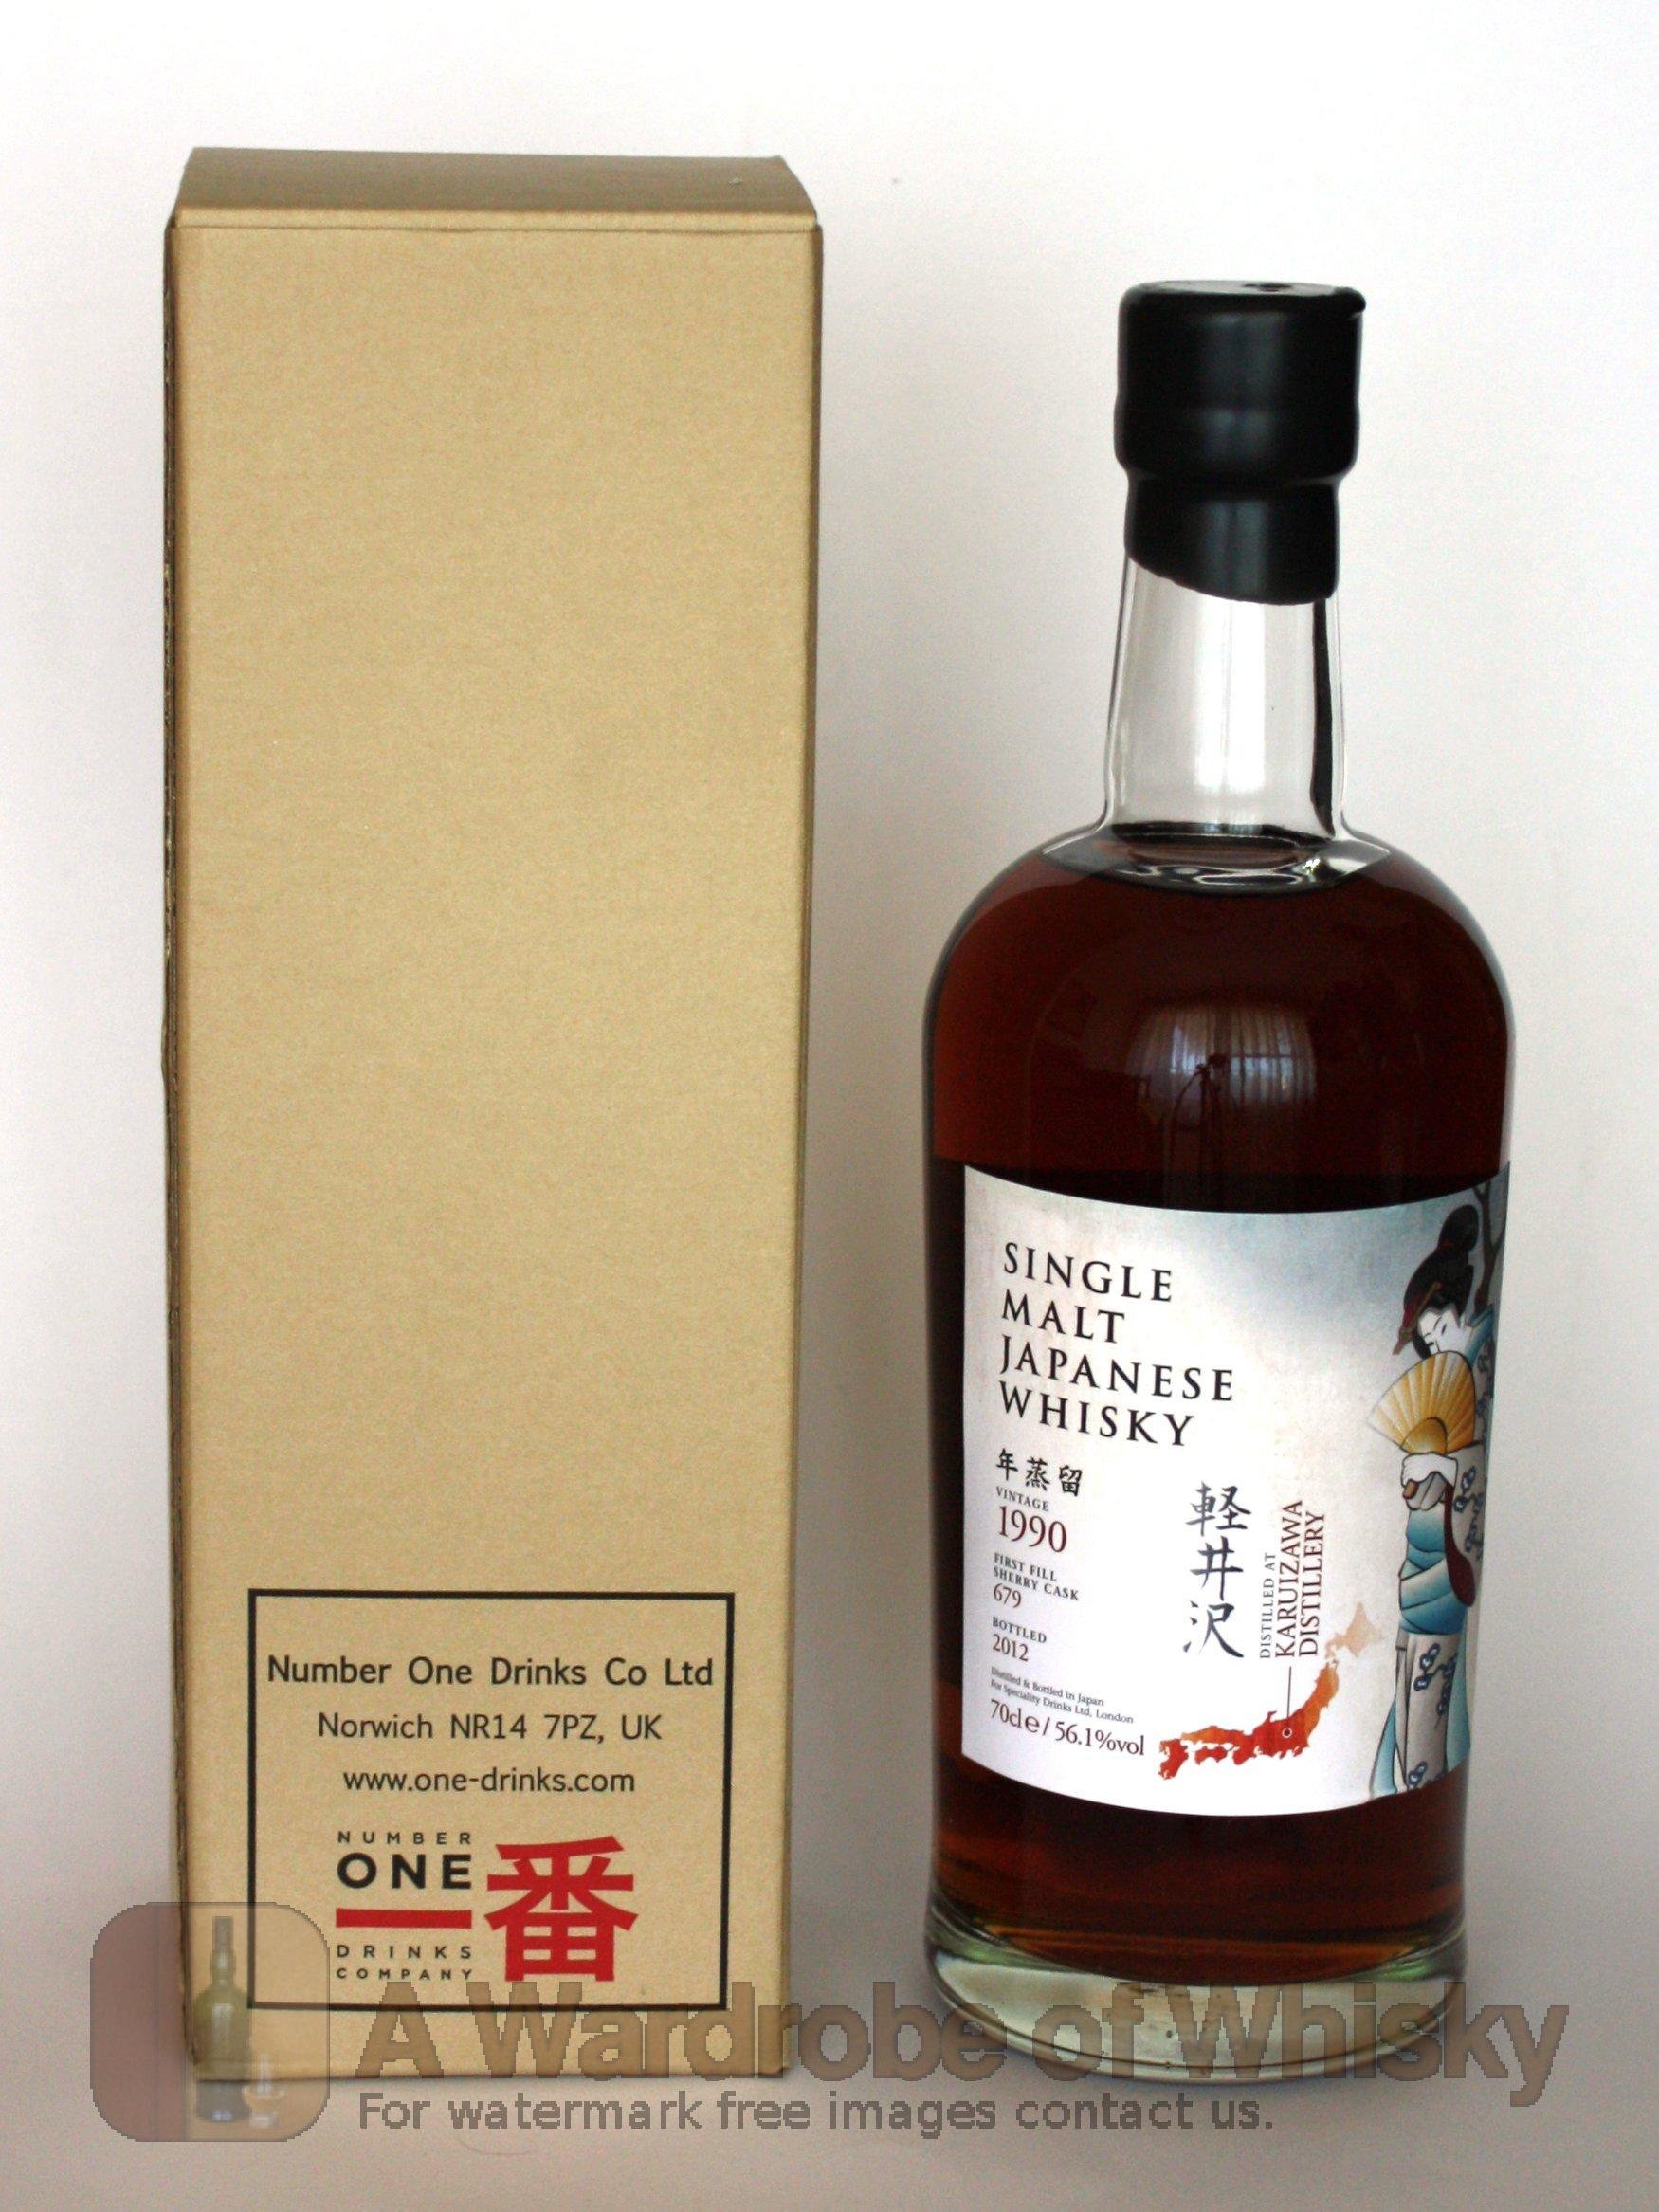 Number One Drinks Co Ltd
Norwich NR14 7PZ, UK
www.one-drinks.com
NUMBER
ONE
DRINKS
COMPANY
一番
SINGLE
MALT
JAPANESE
WHISKY
年蒸留
VINTAGE
1990
FIRST FILL
SHERRY CASK
679
BOTTLED
2012
Distilled & Bottled in Japan
For Speciality Drinks Ltd, London
70cl e / 56.1%vol
軽井沢
DISTILLED AT
KARUIZAWA
DISTILLERY
A Wardrobe of Whisky
For watermark free images contact us.